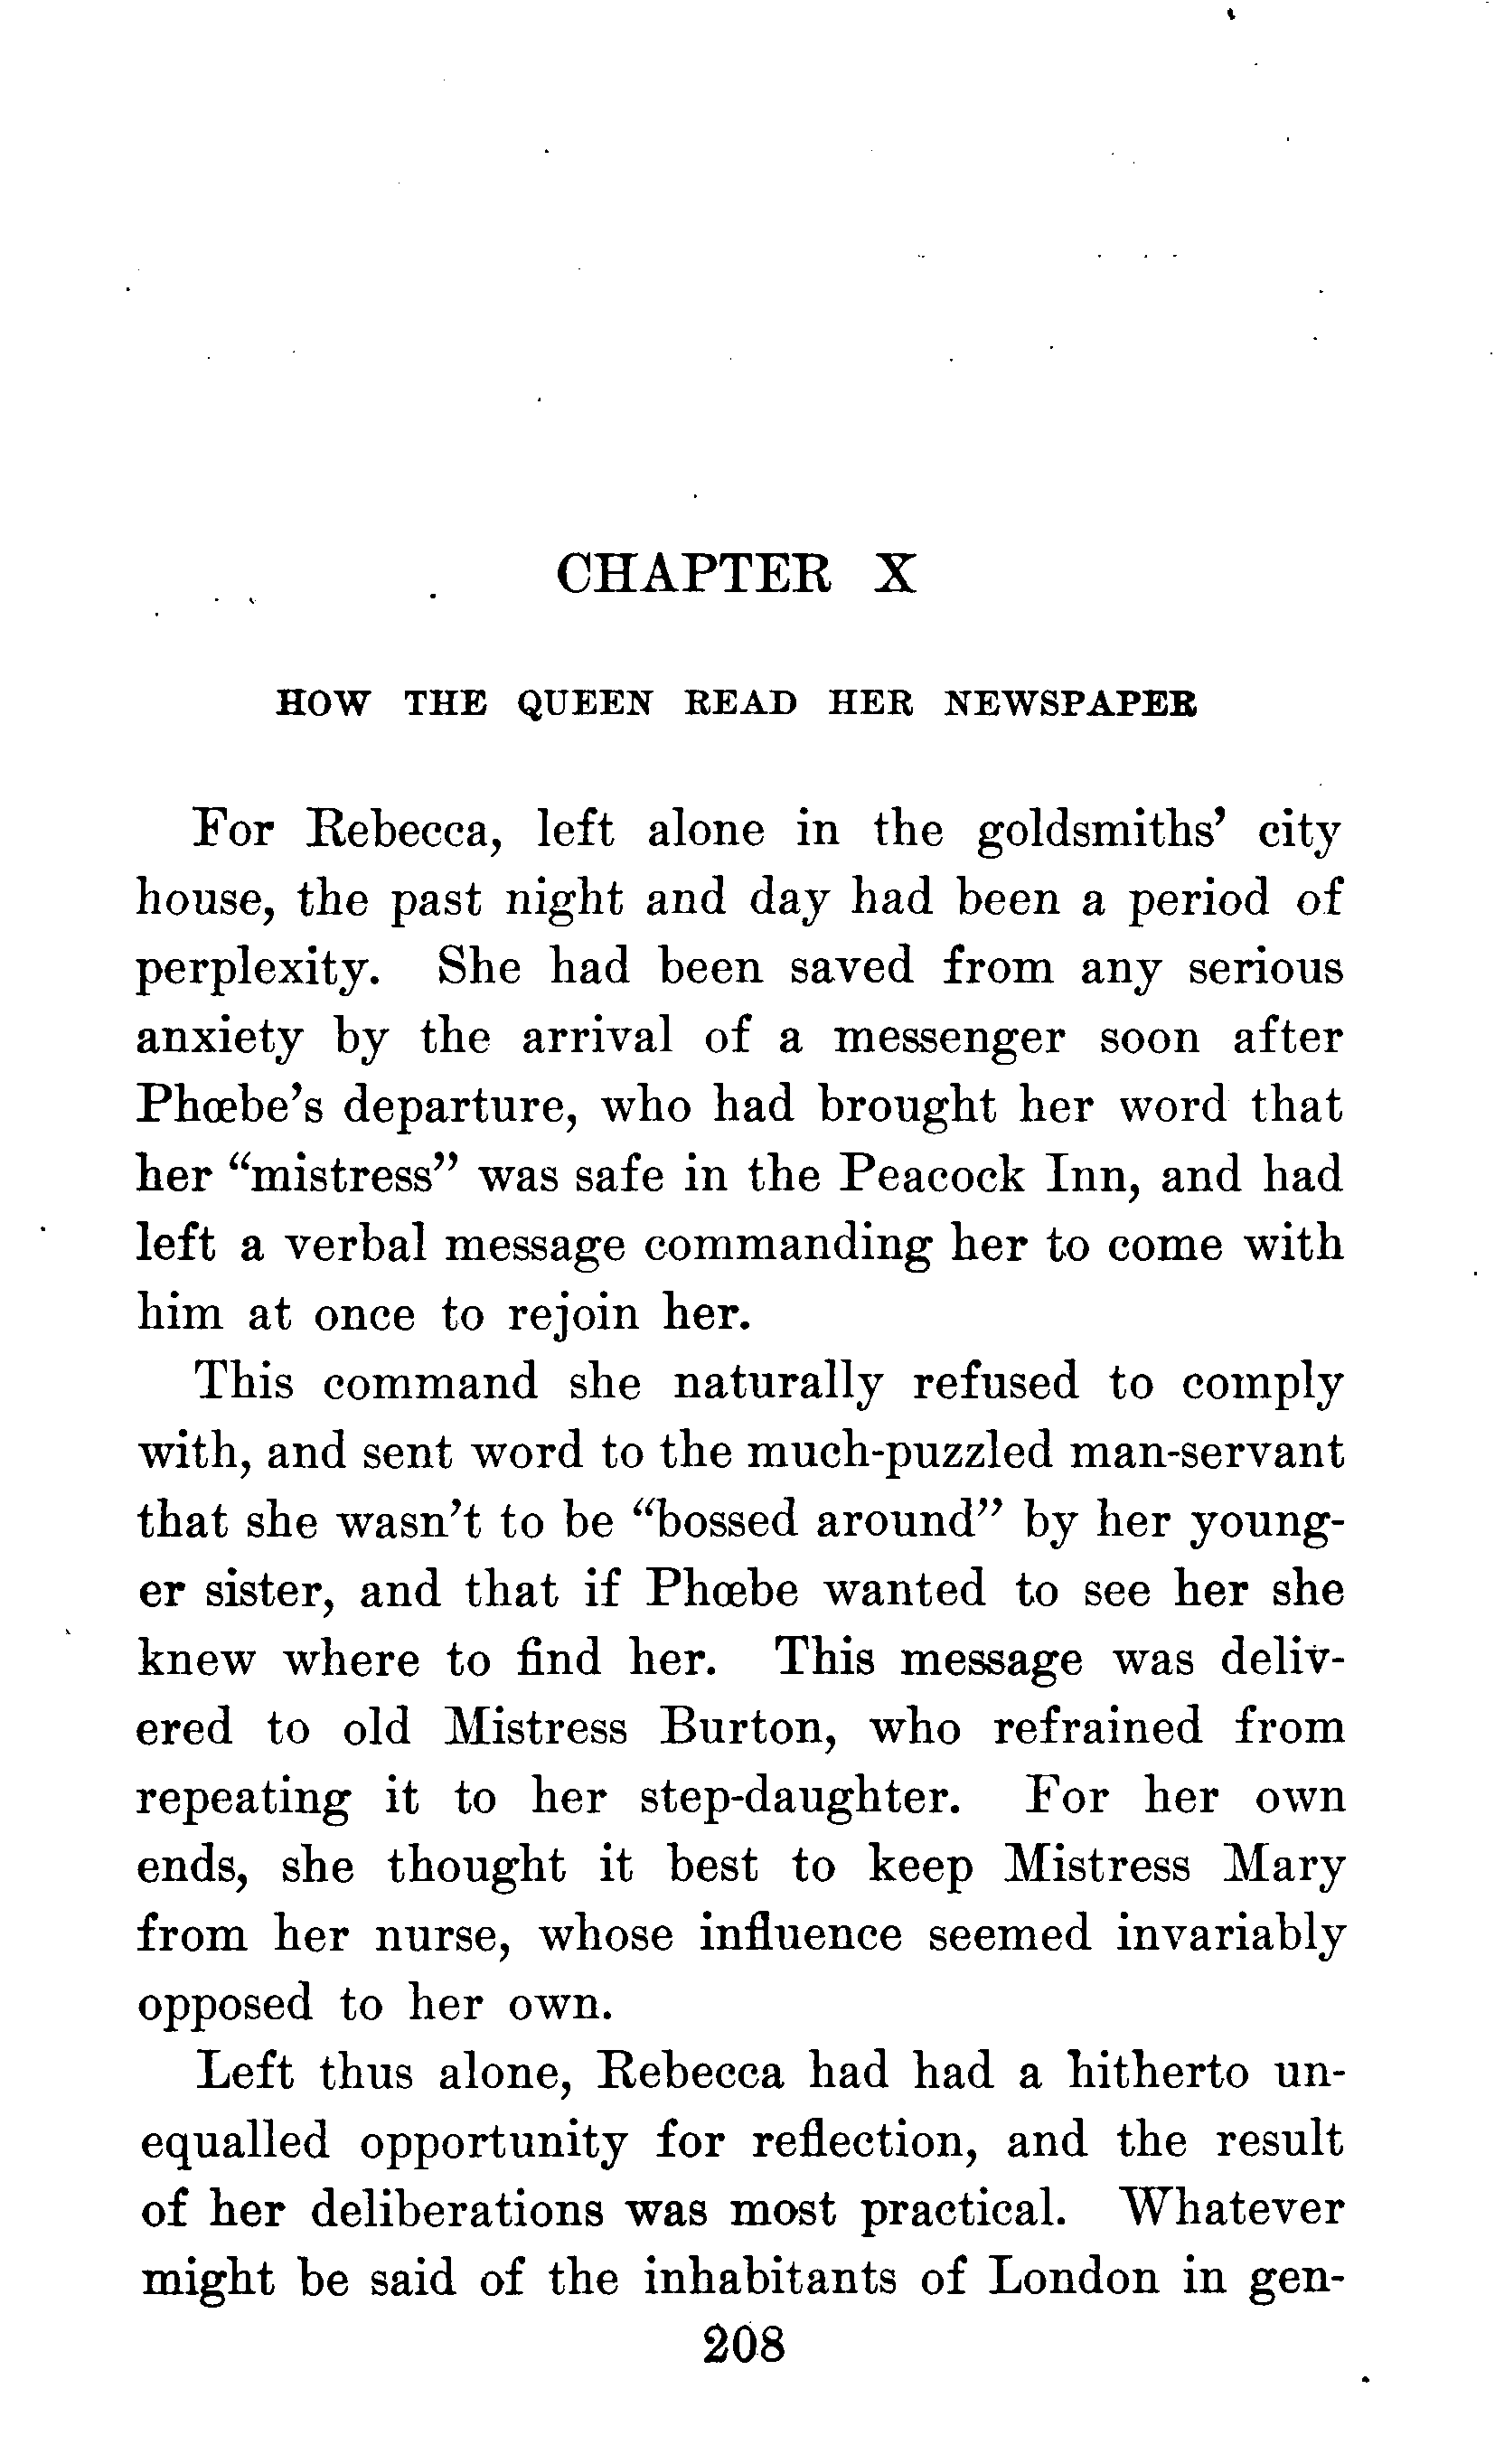 CHAPTER X
HOW THE QUEEN READ HER NEWSPAPER
For Rebecca, left alone in the goldsmiths' city
house, the past night and day had been a period of
perplexity. She had been saved from any serious
anxiety by the arrival of a messenger soon after
Phœbe's departure, who had brought her word that
her “mistress” was safe in the Peacock Inn, and had
left a verbal message commanding her to come with
him at once to rejoin her.
This command she naturally refused to comply
with, and sent word to the much-puzzled man-servant
that she wasn't to be “bossed around” by her young-
er sister, and that if Phœbe wanted to see her she
knew where to find her. This message was deliv-
ered to old Mistress Burton, who refrained from
repeating it to her step-daughter. For her own
ends, she thought it best to keep Mistress Mary
from her nurse, whose influence seemed invariably
opposed to her own.
Left thus alone, Rebecca had had a hitherto un-
equalled opportunity for reflection, and the result
of her deliberations was most practical. Whatever
might be said of the inhabitants of London in gen-
208